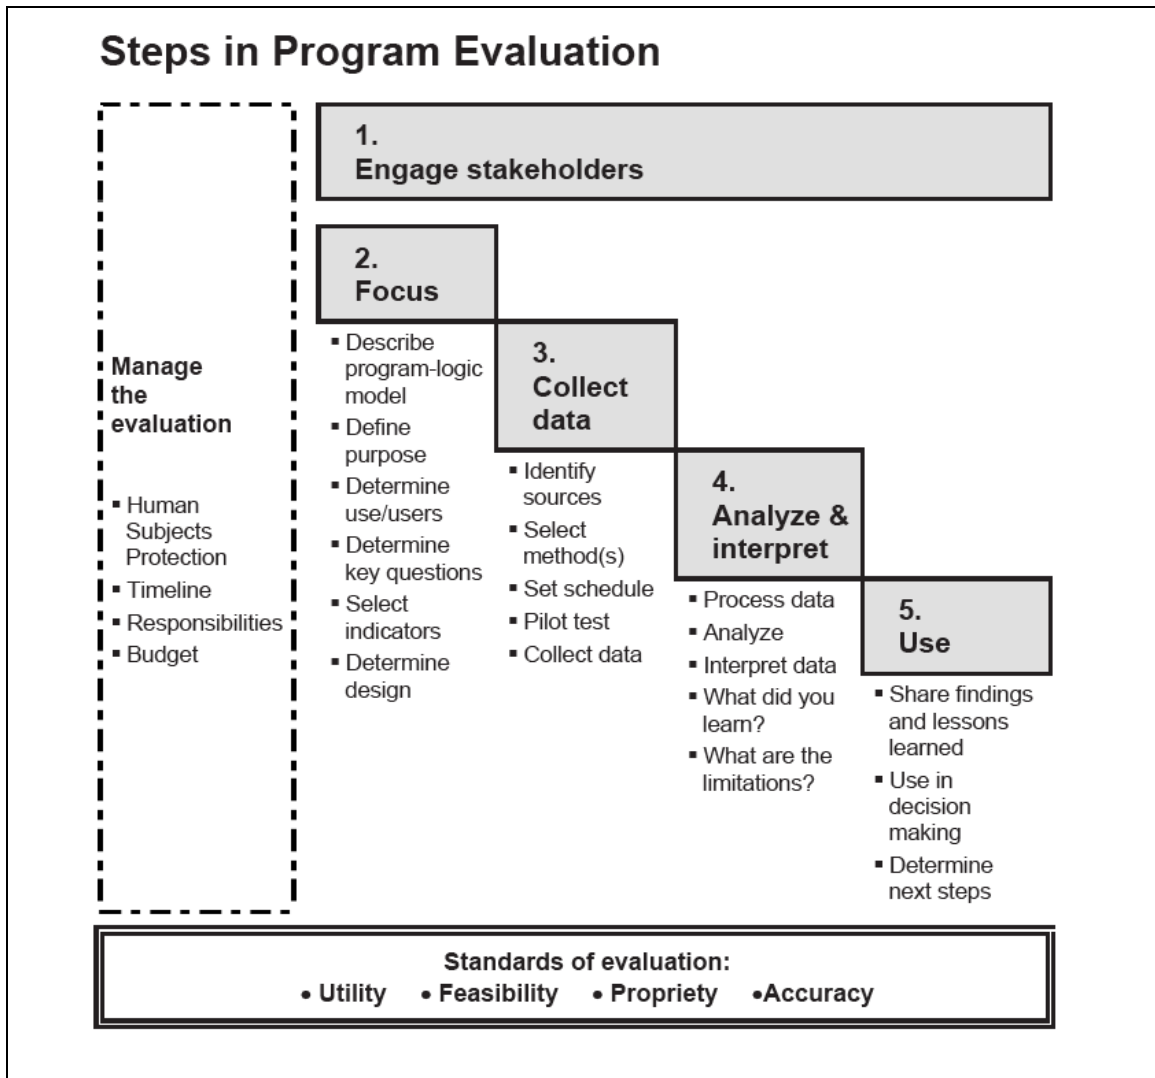 Steps in Program Evaluation
1.
Engage stakeholders
2.
Focus
▪ Describe
program-logic
model
▪ Define
purpose
▪ Determine
use/users
▪ Determine
key questions
▪ Select
indicators
▪ Determine
design
3.
Collect
data
▪ Identify
sources
▪ Select
method(s)
▪ Set schedule
▪ Pilot test
▪ Collect data
4.
Analyze &
interpret
▪ Process data
▪ Analyze
▪ Interpret data
▪ What did you
learn?
▪ What are the
limitations?
5.
Use
▪ Share findings
and lessons
learned
▪ Use in
decision
making
▪ Determine
next steps
Manage
the
evaluation
▪ Human
Subjects
Protection
▪ Timeline
▪ Responsibilities
▪ Budget
Standards of evaluation:
• Utility • Feasibility • Propriety •Accuracy